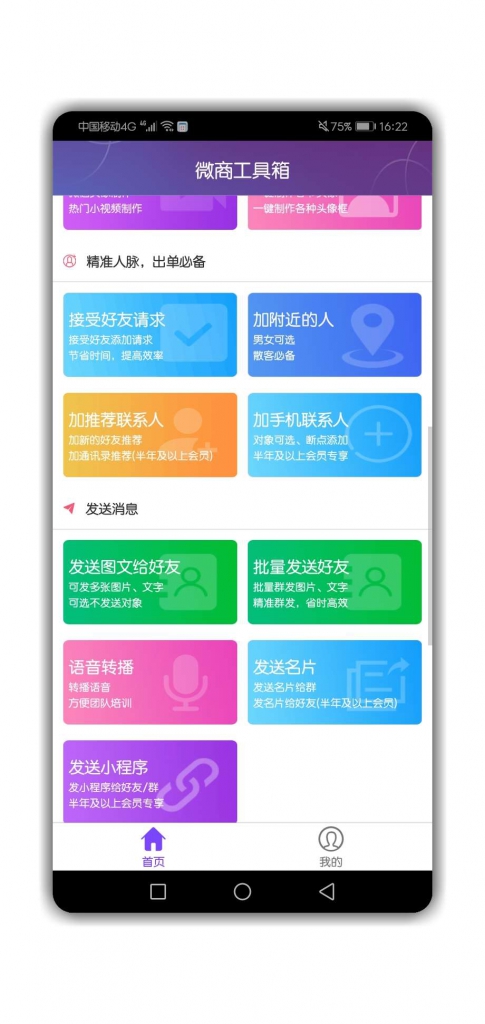 中国移动4G 4G 75% 16:22
微商工具箱
热门小视频制作
一键制作各种头像框
精准人脉，出单必备
接受好友请求
接受好友添加请求
节省时间，提高效率
加附近的人
男女可选
散客必备
加推荐联系人
加新的好友推荐
加通讯录推荐(半年及以上会员)
加手机联系人
对象可选、断点添加
半年及以上会员专享
发送消息
发送图文给好友
可发多张图片、文字
可选不发送对象
批量发送好友
批量群发图片、文字
精准群发，省时高效
语音转播
转播语音
方便团队培训
发送名片
发送名片给群
发名片给好友(半年及以上会员)
发送小程序
发小程序给好友/群
半年及以上会员专享
首页
我的